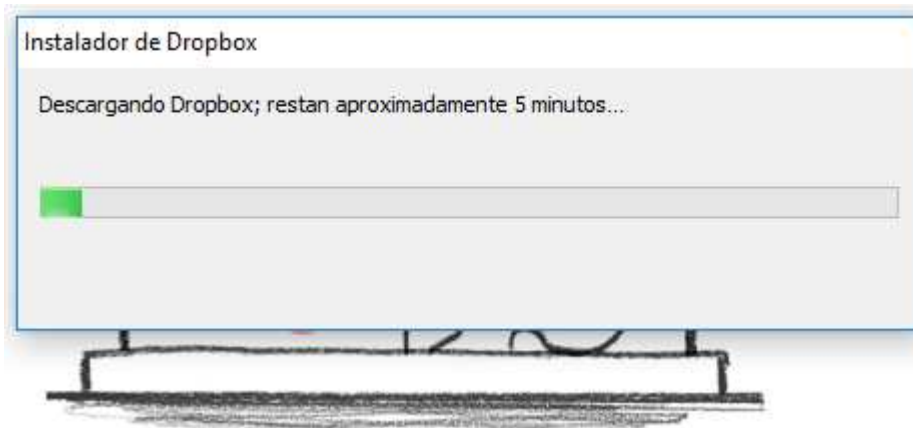 Instalador de Dropbox
Descargando Dropbox; restan aproximadamente 5 minutos...